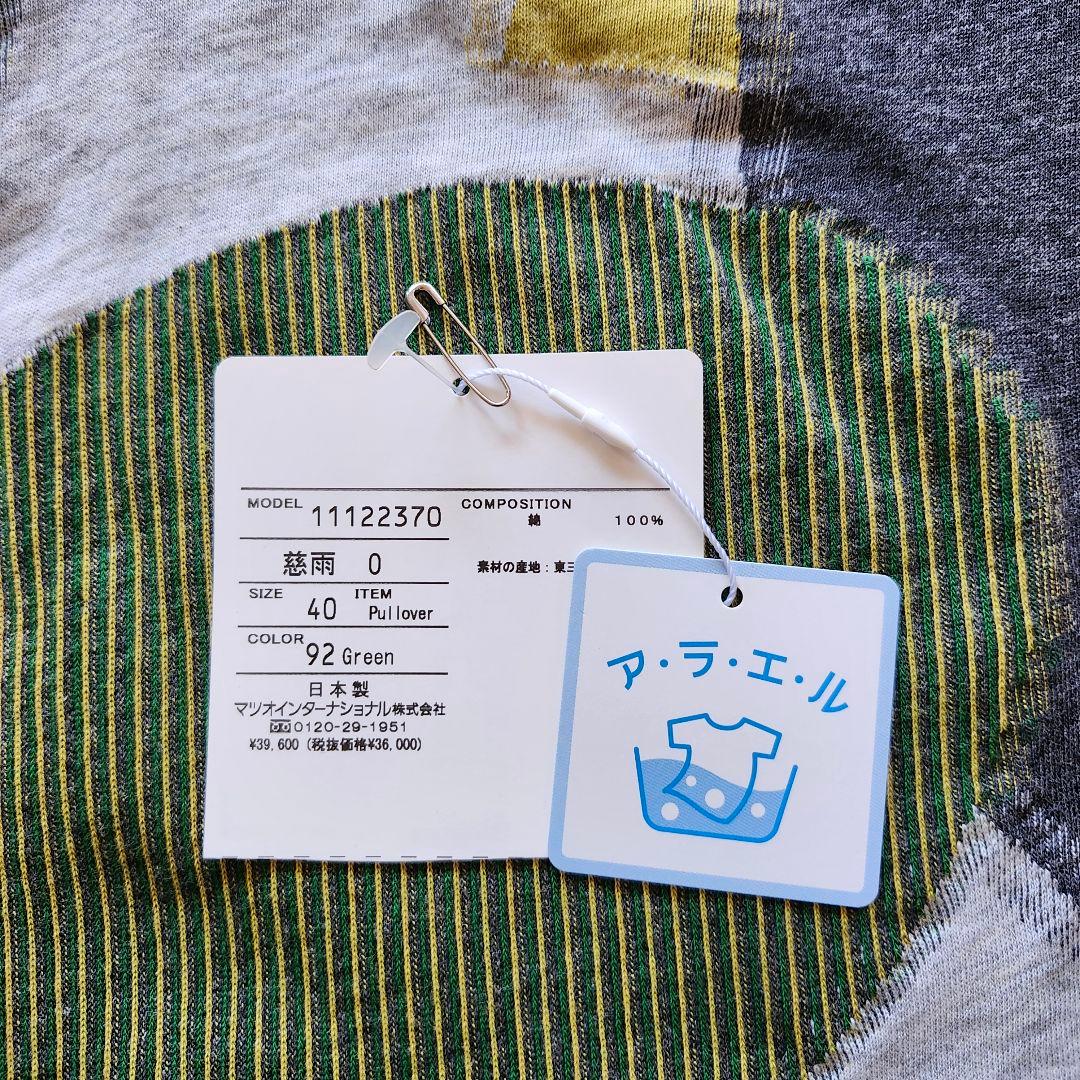 MODEL 11122370
COMPOSITION
綿 100%
慈雨 0
素材の産地：東三
SIZE 40 ITEM Pullover
COLOR 92 Green
日本製
マツオインターナショナル株式会社
0120-29-1951
¥39,600 (税抜価格¥36,000)
ア・ラ・エ・ル